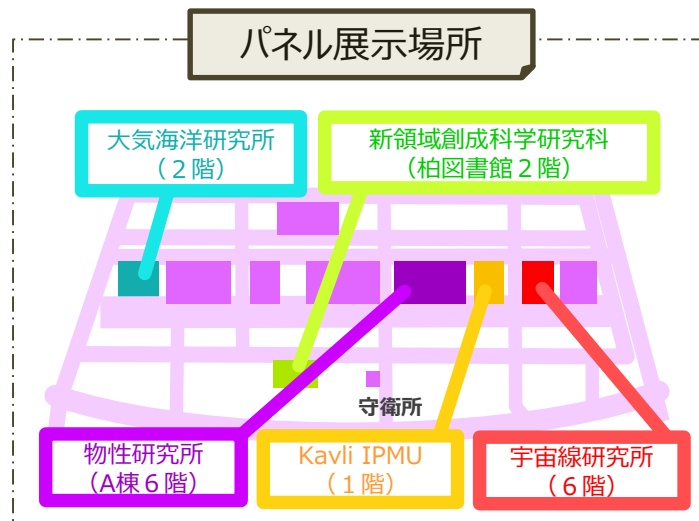 パネル展示場所
大気海洋研究所
（２階）
新領域創成科学研究科
（柏図書館２階）
守衛所
物性研究所
（A棟６階）
Kavli IPMU
（１階）
宇宙線研究所
（６階）